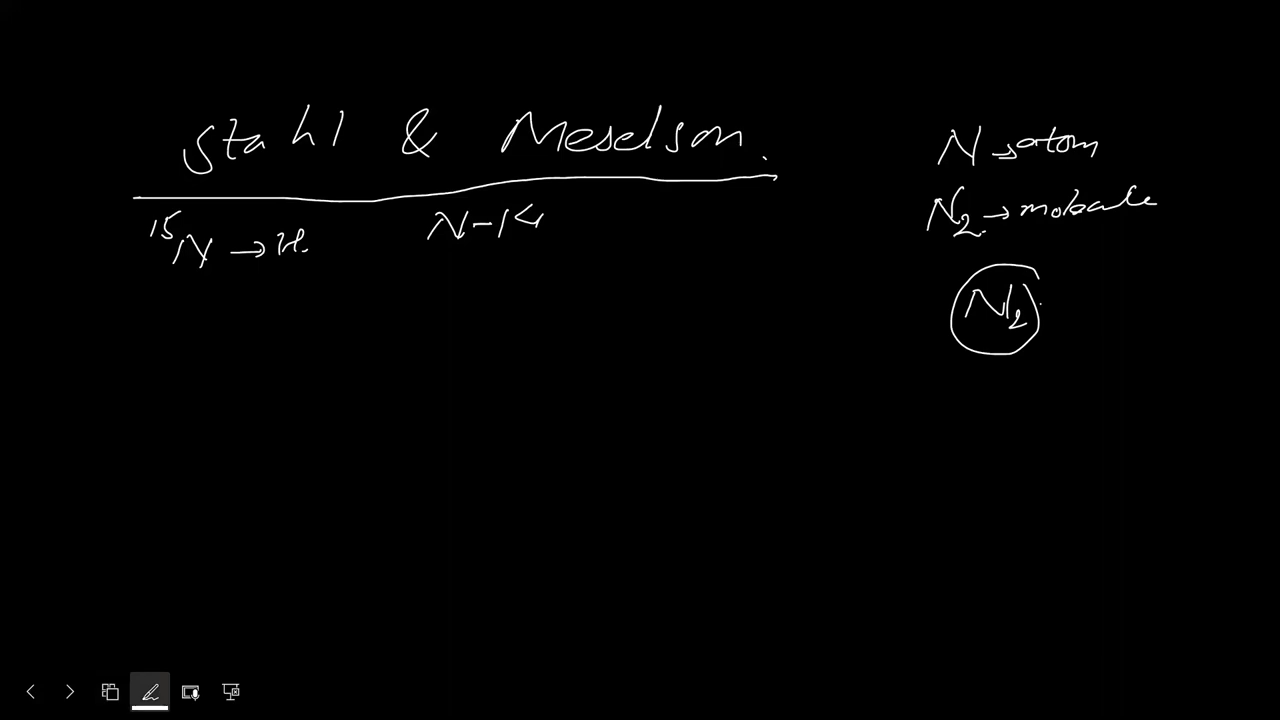 Stahl & Meselson.
¹⁵N → H.
N-14
N → atom
N₂ → molecule
N₂